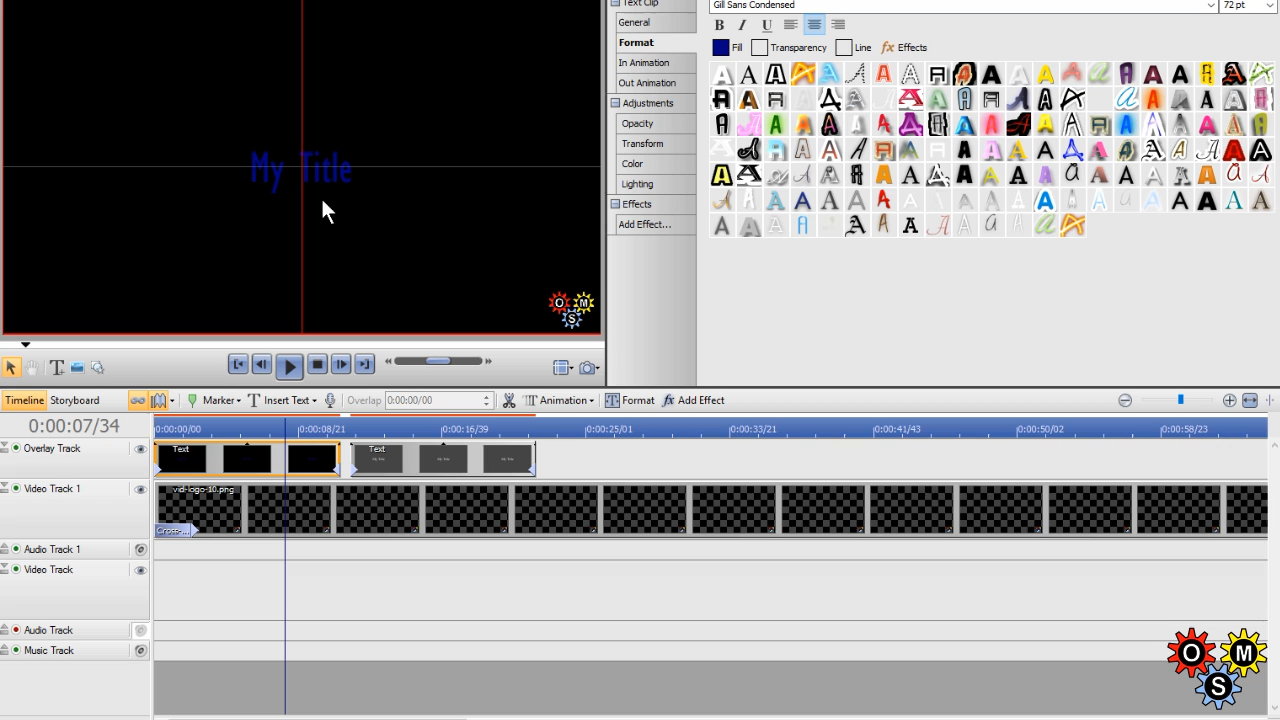 Text Clip
Gill Sans Condensed 72 pt
General
B I U
Format
Fill Transparency Line fx Effects
In Animation
Out Animation
Adjustments
Opacity
Transform
Color
Lighting
Effects
Add Effect...
My Title
O M
S
Timeline Storyboard Marker T Insert Text Overlap 0:00:00/00 Animation Format fx Add Effect
0:00:07/34 0:00:00/00 0:00:08/21 0:00:16/39 0:00:25/01 0:00:33/21 0:00:41/43 0:00:50/02 0:00:58/23
Overlay Track Text Text
Video Track 1 vid-logo-10.png
Cross-...
Audio Track 1
Video Track
Audio Track
Music Track
O M
S